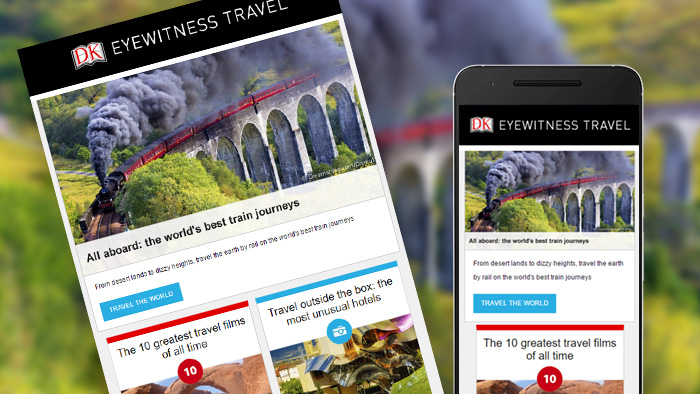 DK EYEWITNESS TRAVEL
All aboard: the world's best train journeys
From desert lands to dizzy heights, travel the earth by rail on the world's best train journeys
TRAVEL THE WORLD
The 10 greatest travel films
of all time
10
Travel outside the box: the
most unusual hotels
DK EYEWITNESS TRAVEL
All aboard: the world's best train journeys
From desert lands to dizzy heights, travel the earth
by rail on the world's best train journeys
TRAVEL THE WORLD
The 10 greatest travel films
of all time
10